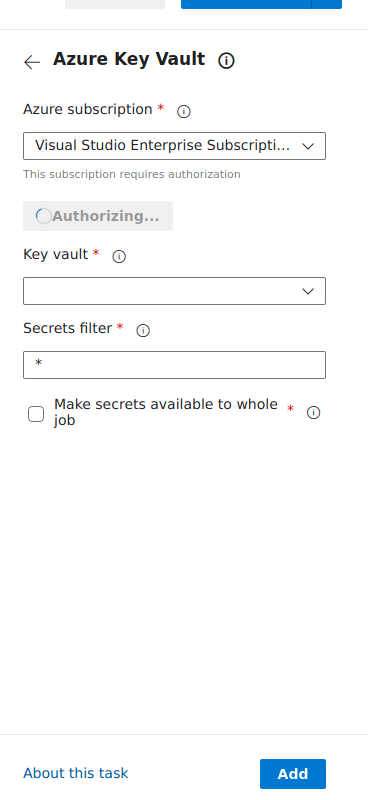 Azure Key Vault
Azure subscription *
Visual Studio Enterprise Subscripti...
This subscription requires authorization
Authorizing...
Key vault *
Secrets filter *
*
Make secrets available to whole *
job
About this task
Add